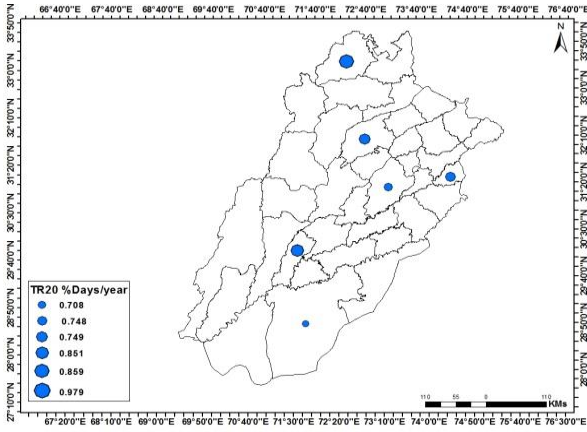 66°40'0"E 67°40'0"E 68°40'0"E 69°40'0"E 70°40'0"E 71°40'0"E 72°40'0"E 73°40'0"E 74°40'0"E 75°40'0"E 76°40'0"E
33°50'0"N
33°0'0"N
32°10'0"N
31°20'0"N
30°30'0"N
29°40'0"N
28°50'0"N
28°0'0"N
27°10'0"N
N
TR20 %Days/year
0.708
0.748
0.749
0.851
0.859
0.979
110 55 0 110
KMs
33°50'0"N
33°0'0"N
32°10'0"N
31°20'0"N
30°30'0"N
29°40'0"N
28°50'0"N
28°0'0"N
27°10'0"N
67°20'0"E 68°10'0"E 69°0'0"E 69°50'0"E 70°40'0"E 71°30'0"E 72°20'0"E 73°10'0"E 74°0'0"E 74°50'0"E 75°40'0"E 76°30'0"E